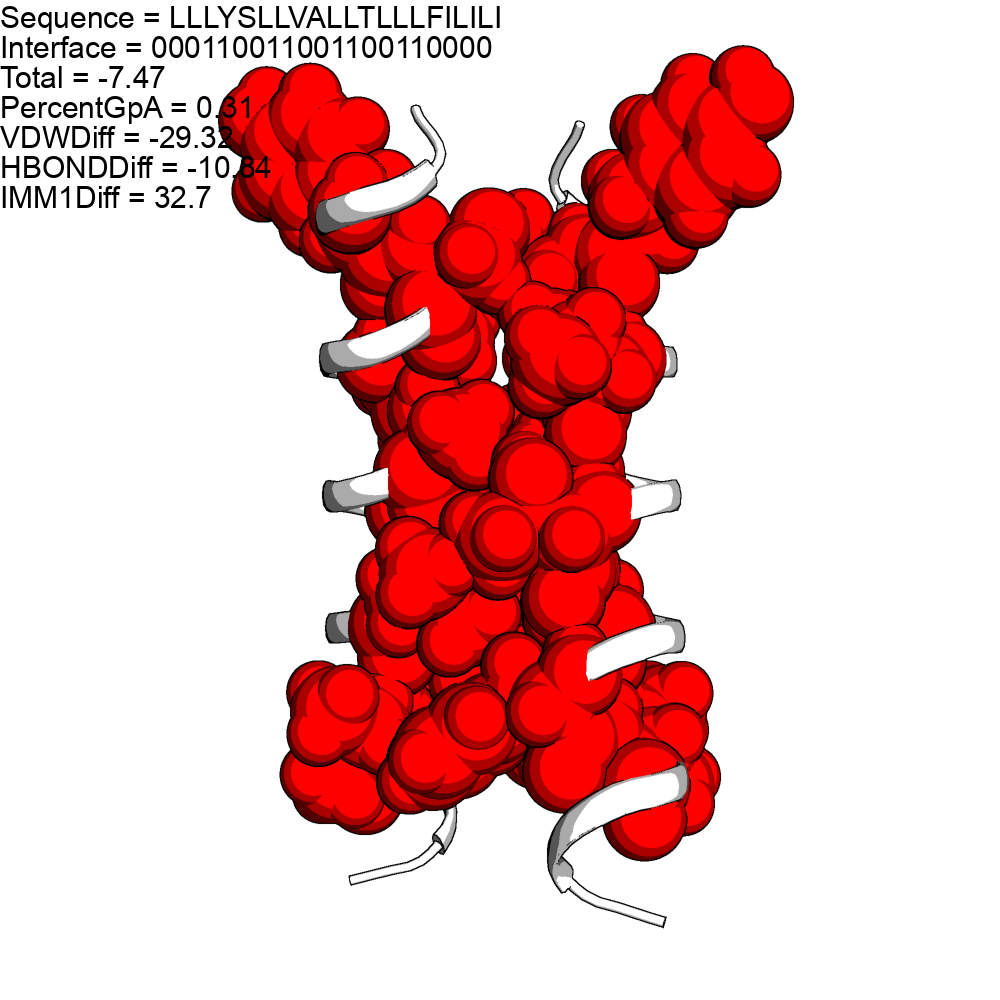 Sequence = LLLYSLLVALLTLLLFILILI
Interface = 000110011001100110000
Total = -7.47
PercentGpA = 0.31
VDWDiff = -29.32
HBONDDiff = -10.84
IMM1Diff = 32.7